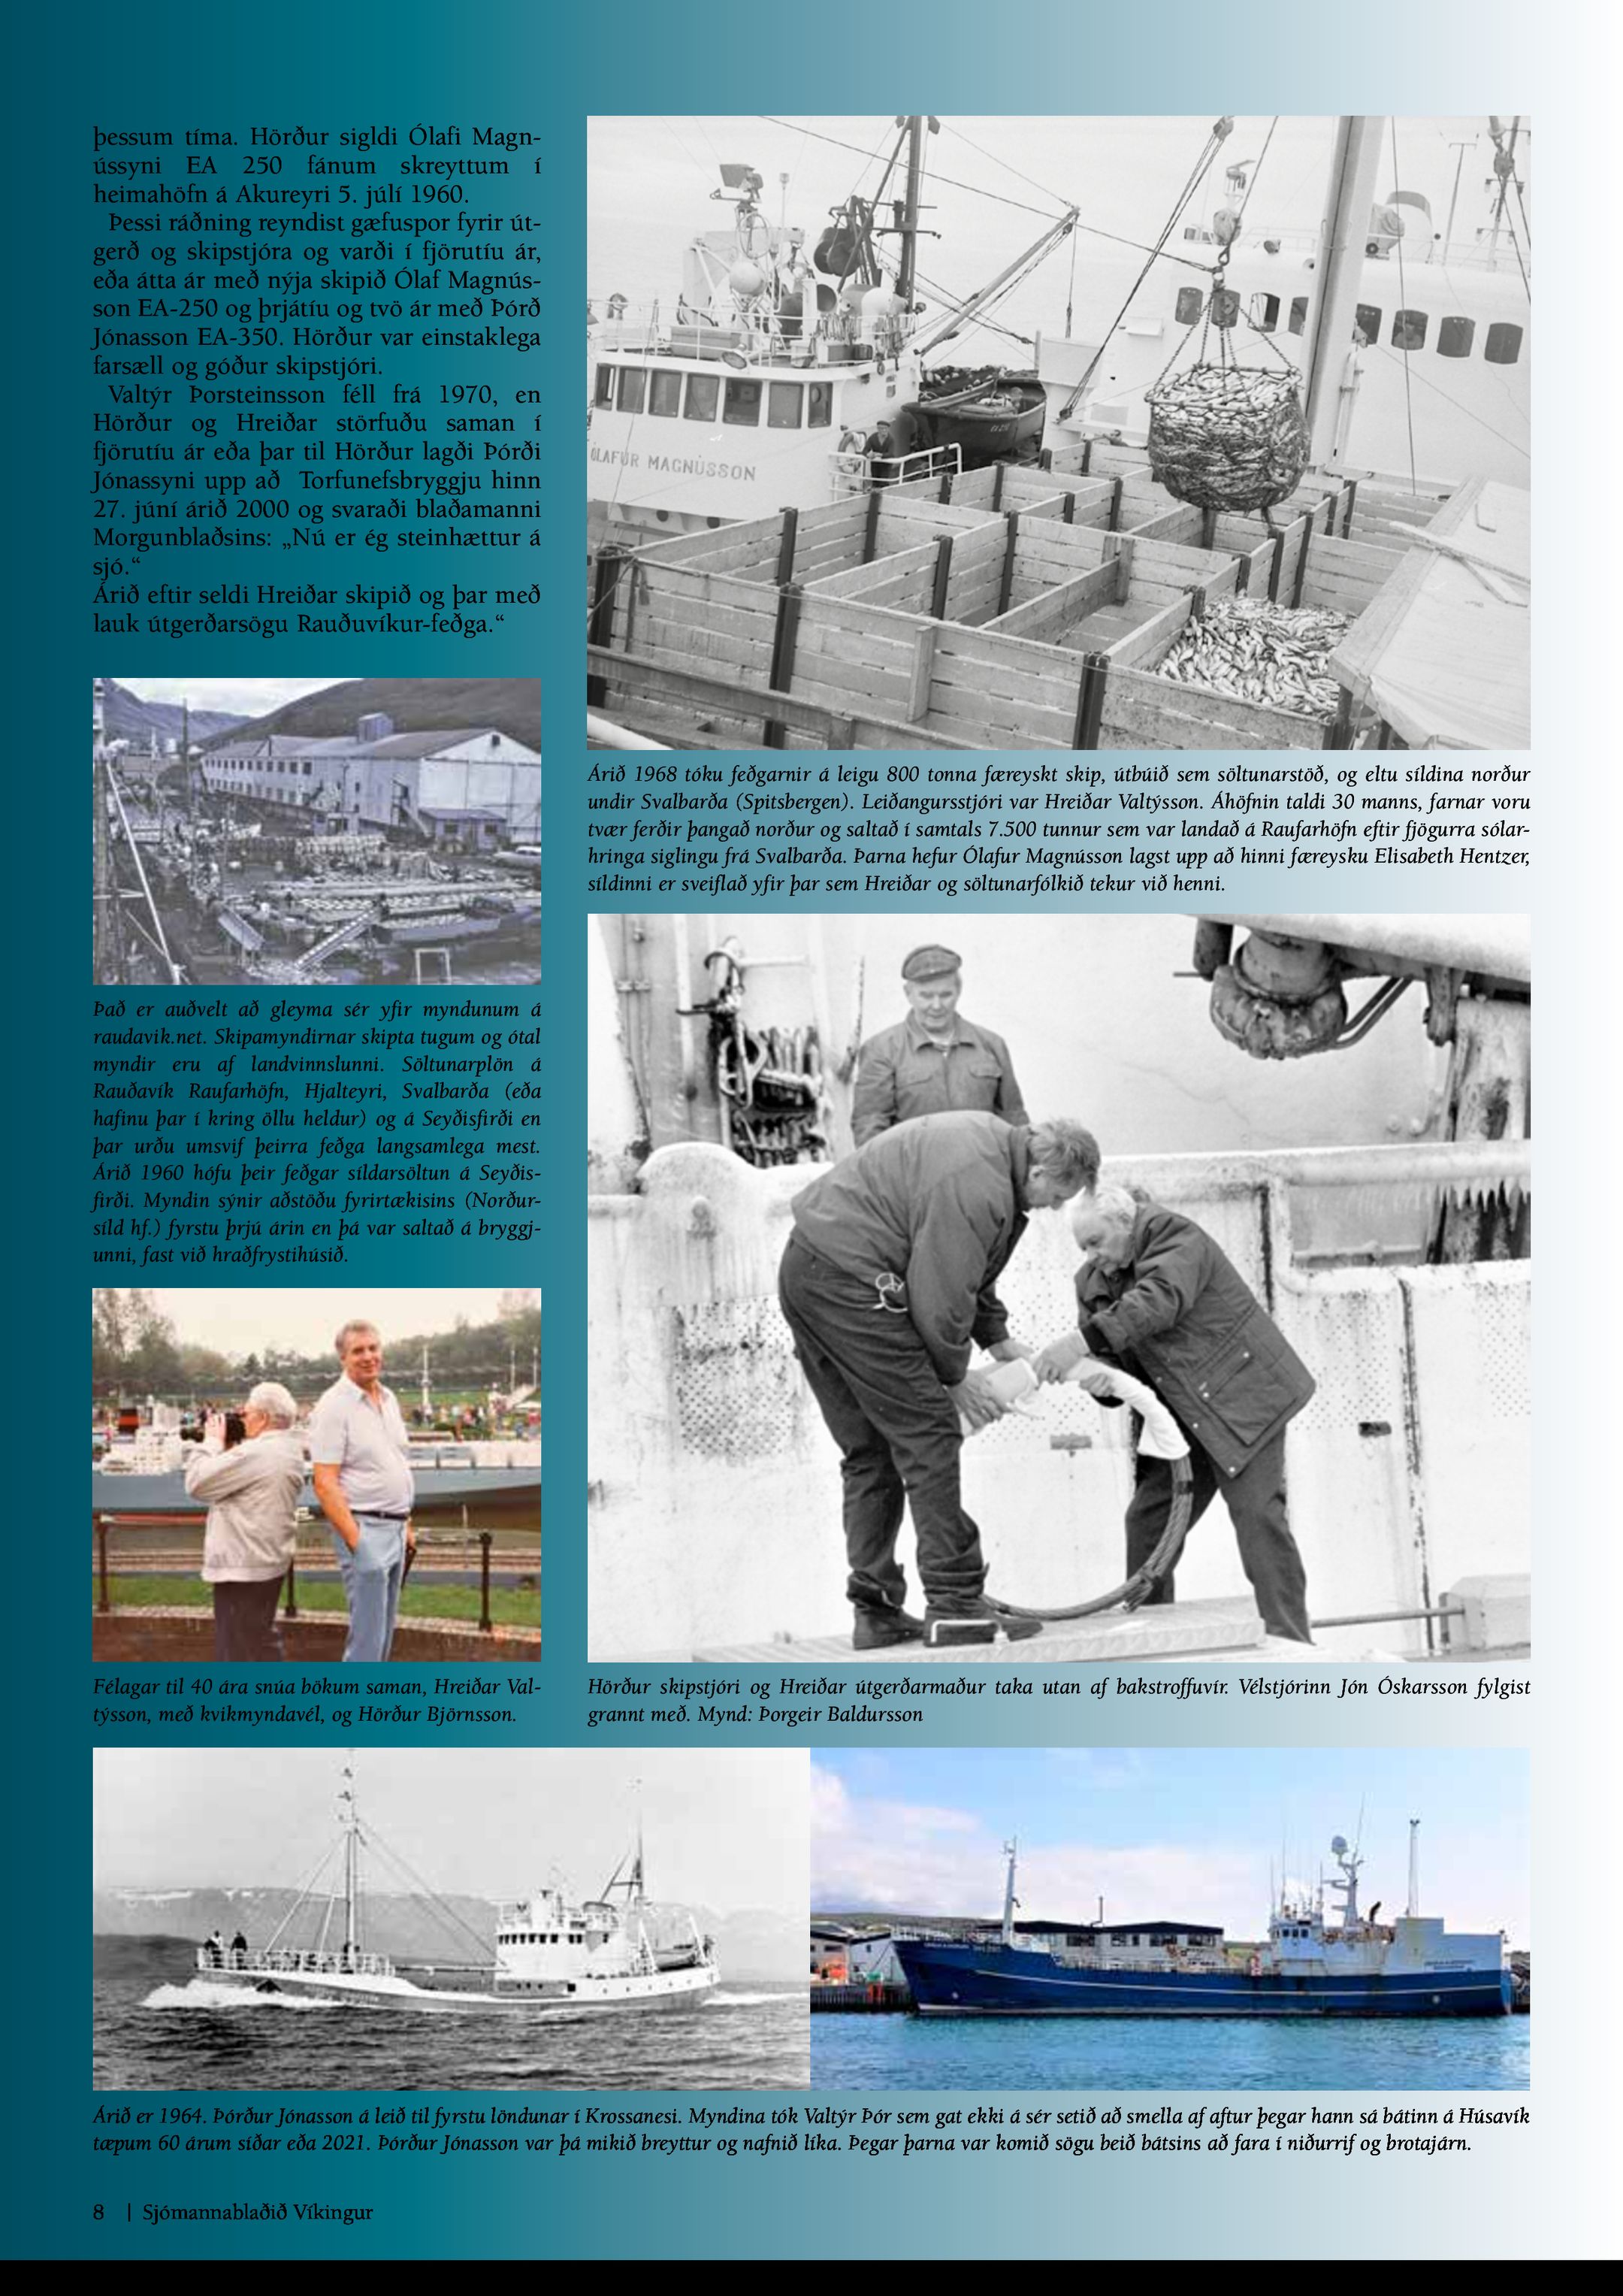 þessum tíma. Hörður sigldi Ólafi Magn-
ússyni EA 250 fánum skreyttum í
heimahöfn á Akureyri 5. júlí 1960.
Þessi ráðning reyndist gæfuspor fyrir út-
gerð og skipstjóra og varði í fjörutíu ár,
eða átta ár með nýja skipið Ólaf Magnús-
son EA-250 og þrjátíu og tvö ár með Þórð
Jónasson EA-350. Hörður var einstaklega
farsæll og góður skipstjóri.
Valtýr Þorsteinsson féll frá 1970, en
Hörður og Hreiðar störfuðu saman í
fjörutíu ár eða þar til Hörður lagði Þórði
Jónassyni upp að Torfunefsbryggju hinn
27. júní árið 2000 og svaraði blaðamanni
Morgunblaðsins: „Nú er ég steinhættur á
sjó.“
Árið eftir seldi Hreiðar skipið og þar með
lauk útgerðarsögu Rauðuvíkur-feðga.“
ÓLAFUR MAGNÚSSON
Árið 1968 tóku feðgarnir á leigu 800 tonna færeyskt skip, útbúið sem söltunarstöð, og eltu síldina norður
undir Svalbarða (Spitsbergen). Leiðangursstjóri var Hreiðar Valtýsson. Áhöfnin taldi 30 manns, farnar voru
tvær ferðir þangað norður og saltað í samtals 7.500 tunnur sem var landað á Raufarhöfn eftir fjögurra sólar-
hringa siglingu frá Svalbarða. Þarna hefur Ólafur Magnússon lagst upp að hinni færeysku Elisabeth Hentzer,
síldinni er sveiflað yfir þar sem Hreiðar og söltunarfólkið tekur við henni.
Það er auðvelt að gleyma sér yfir myndunum á
raudavik.net. Skipamyndirnar skipta tugum og ótal
myndir eru af landvinnslunni. Söltunarplön á
Rauðavík Raufarhöfn, Hjalteyri, Svalbarða (eða
hafinu þar í kring öllu heldur) og á Seyðisfirði en
þar urðu umsvif þeirra feðga langsamlega mest.
Árið 1960 hófu þeir feðgar síldarsöltun á Seyðis-
firði. Myndin sýnir aðstöðu fyrirtækisins (Norður-
síld hf.) fyrstu þrjú árin en þá var saltað á bryggj-
unni, fast við hraðfrystihúsið.
Félagar til 40 ára snúa bökum saman, Hreiðar Val-
týsson, með kvikmyndavél, og Hörður Björnsson.
Hörður skipstjóri og Hreiðar útgerðarmaður taka utan af bakstroffuvír. Vélstjórinn Jón Óskarsson fylgist
grannt með. Mynd: Þorgeir Baldursson
Árið er 1964. Þórður Jónasson á leið til fyrstu löndunar í Krossanesi. Myndina tók Valtýr Þór sem gat ekki á sér setið að smella af aftur þegar hann sá bátinn á Húsavík
tæpum 60 árum síðar eða 2021. Þórður Jónasson var þá mikið breyttur og nafnið líka. Þegar þarna var komið sögu beið bátsins að fara í niðurrif og brotajárn.
8 | Sjómannablaðið Víkingur